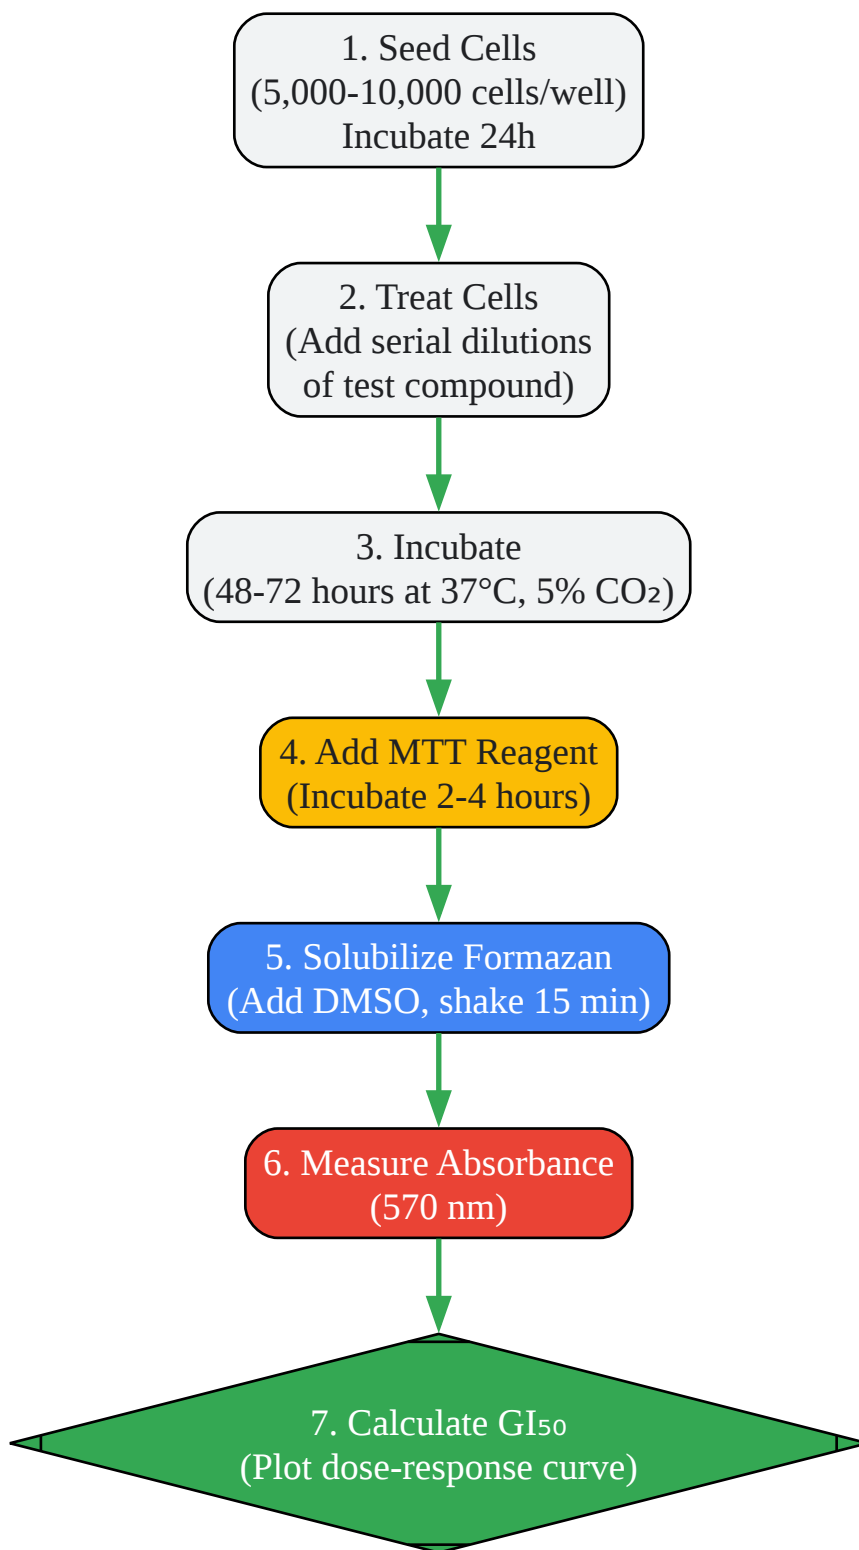 1. Seed Cells
(5,000-10,000 cells/well)
Incubate 24h
2. Treat Cells
(Add serial dilutions
of test compound)
3. Incubate
(48-72 hours at 37°C, 5% CO₂)
4. Add MTT Reagent
(Incubate 2-4 hours)
5. Solubilize Formazan
(Add DMSO, shake 15 min)
6. Measure Absorbance
(570 nm)
7. Calculate GI₅₀
(Plot dose-response curve)